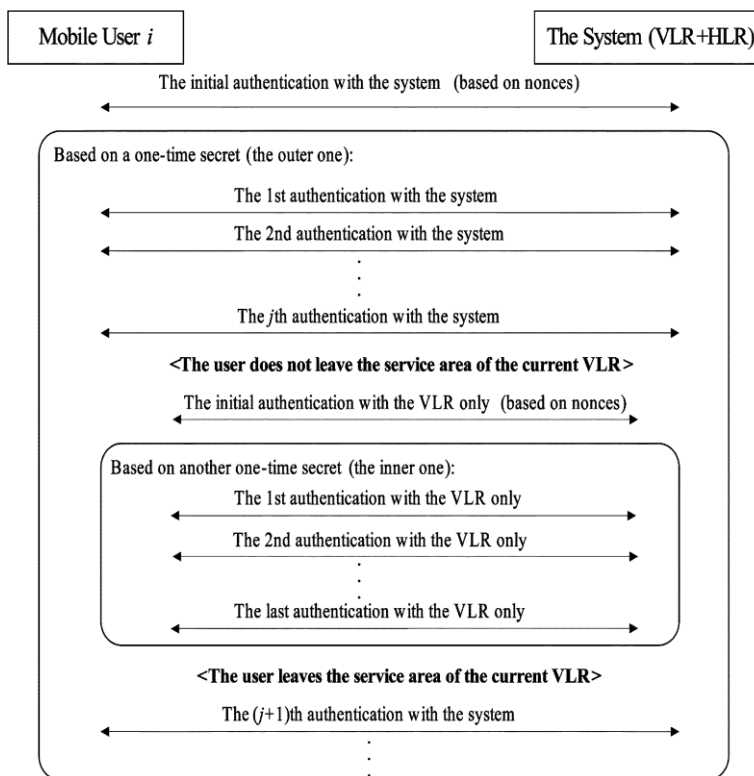 Mobile User i
The System (VLR+HLR)
The initial authentication with the system (based on nonces)
Based on a one-time secret (the outer one):
The 1st authentication with the system
The 2nd authentication with the system
The jth authentication with the system
<The user does not leave the service area of the current VLR>
The initial authentication with the VLR only (based on nonces)
Based on another one-time secret (the inner one):
The 1st authentication with the VLR only
The 2nd authentication with the VLR only
The last authentication with the VLR only
<The user leaves the service area of the current VLR>
The (j+1)th authentication with the system